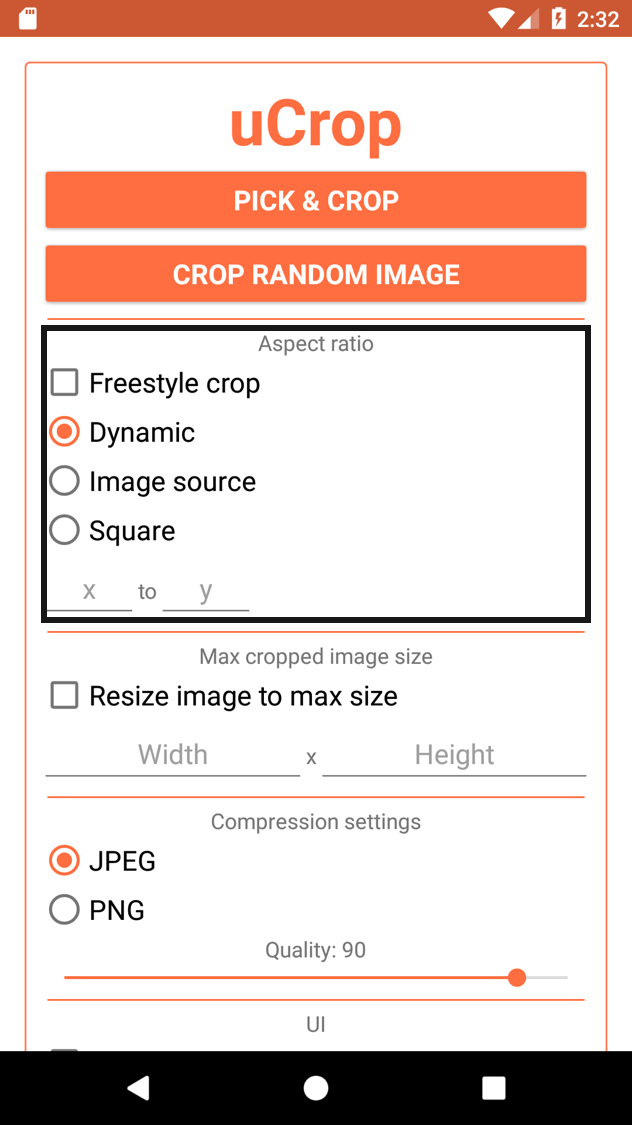 2:32
uCrop
PICK & CROP
CROP RANDOM IMAGE
Aspect ratio
Freestyle crop
Dynamic
Image source
Square
x to y
Max cropped image size
Resize image to max size
Width x Height
Compression settings
JPEG
PNG
Quality: 90
UI